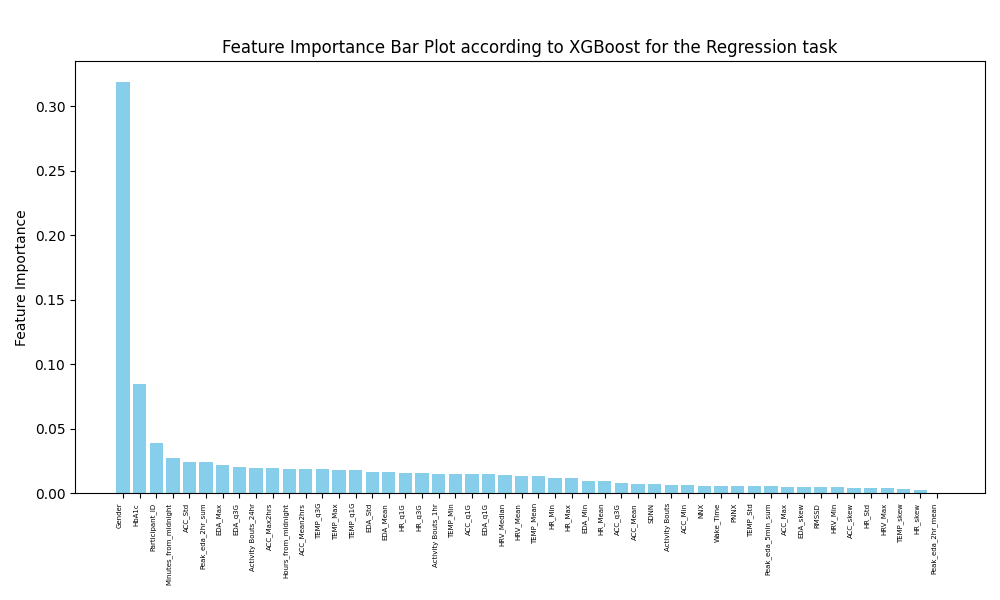 Feature Importance Bar Plot according to XGBoost for the Regression task
Feature Importance
0.30
0.25
0.20
0.15
0.10
0.05
0.00
Gender
HbA1c
Participant_ID
Minutes_from_midnight
ACC_Std
Peak_eda_2hr_sum
EDA_Max
EDA_q3G
Activity Bouts_24hr
ACC_Max2hrs
Hours_from_midnight
ACC_Mean2hrs
TEMP_q3G
TEMP_Max
TEMP_q1G
EDA_Std
EDA_Mean
HR_q1G
HR_q3G
Activity Bouts_1hr
TEMP_Min
ACC_q1G
EDA_q1G
HRV_Median
HRV_Mean
TEMP_Mean
HR_Min
HR_Max
EDA_Min
HR_Mean
ACC_q3G
ACC_Mean
SDNN
Activity Bouts
ACC_Min
NNX
Wake_Time
PNNX
TEMP_Std
Peak_eda_5min_sum
ACC_Max
EDA_skew
RMSSD
HRV_Min
ACC_skew
HR_Std
HRV_Max
TEMP_skew
HR_skew
Peak_eda_2hr_mean